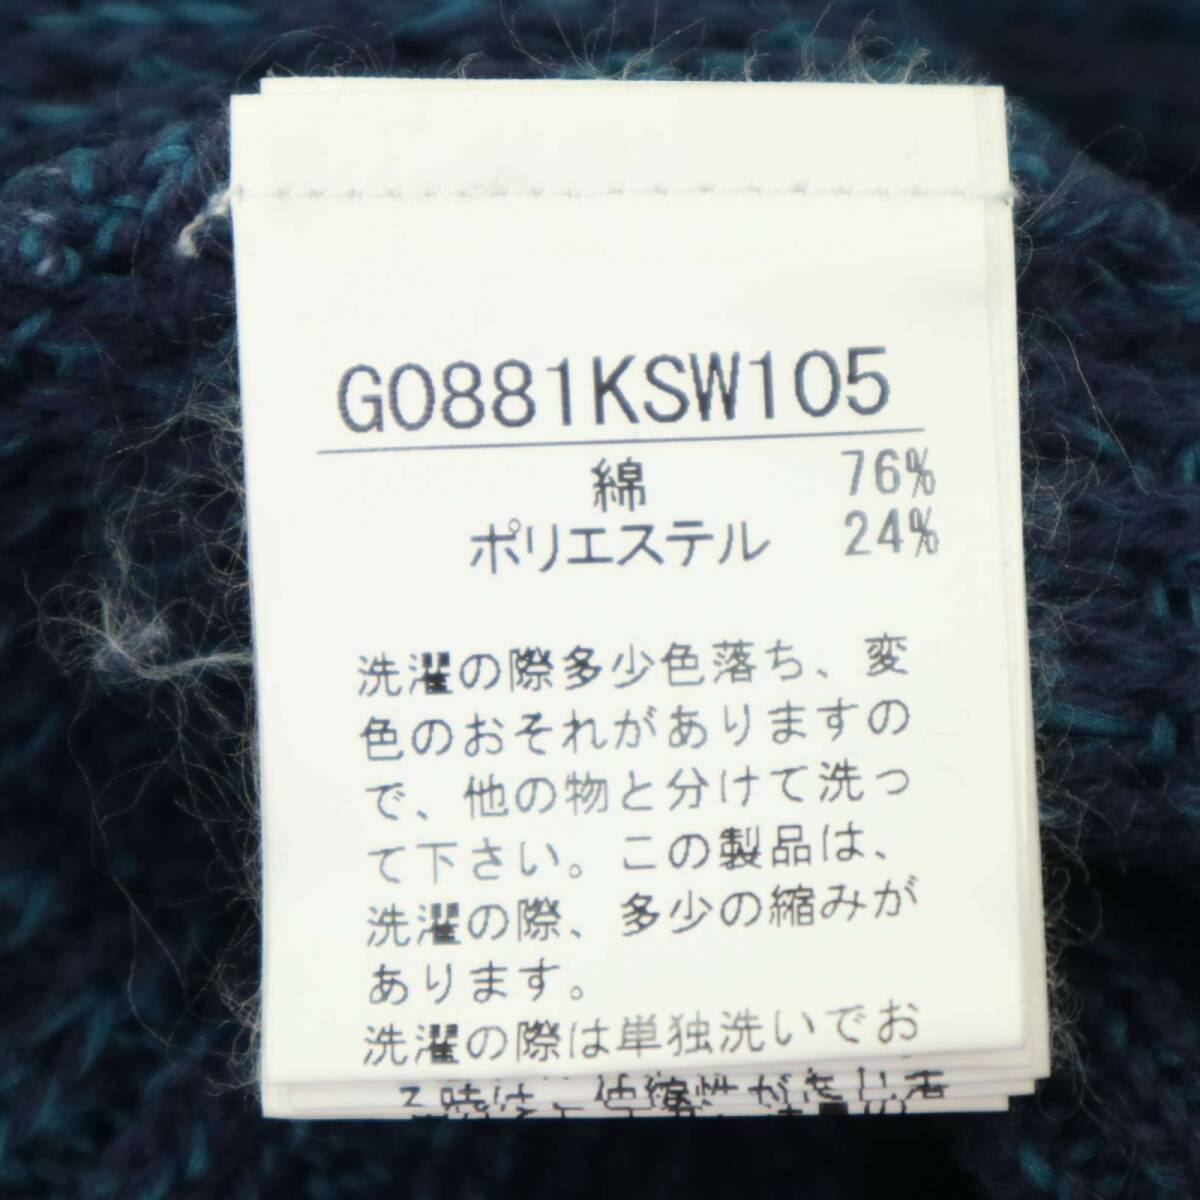 G0881KSW105
綿 76%
ポリエステル 24%
洗濯の際多少色落ち、変
色のおそれがありますの
で、他の物と分けて洗っ
て下さい。この製品は、
洗濯の際、多少の縮みが
あります。
洗濯の際は単独洗いでお